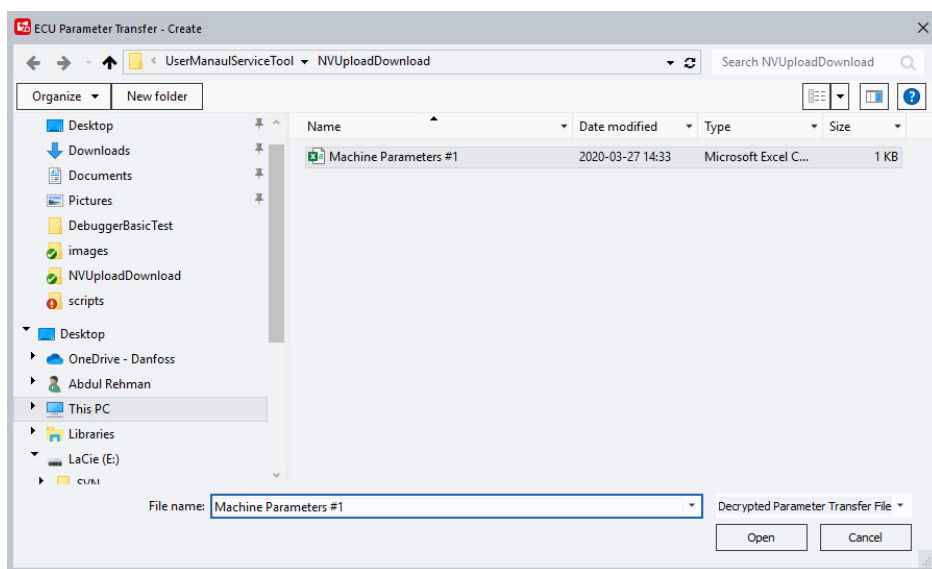 ECU Parameter Transfer - Create
UserManaulServiceTool NVUploadDownload Search NVUploadDownload
Organize New folder
Name Date modified Type Size
Machine Parameters #1 2020-03-27 14:33 Microsoft Excel C... 1 KB
Desktop
Downloads
Documents
Pictures
DebuggerBasicTest
images
NVUploadDownload
scripts
Desktop
OneDrive - Danfoss
Abdul Rehman
This PC
Libraries
LaCie (E:)
SVN
File name: Machine Parameters #1 Decrypted Parameter Transfer File
Open Cancel